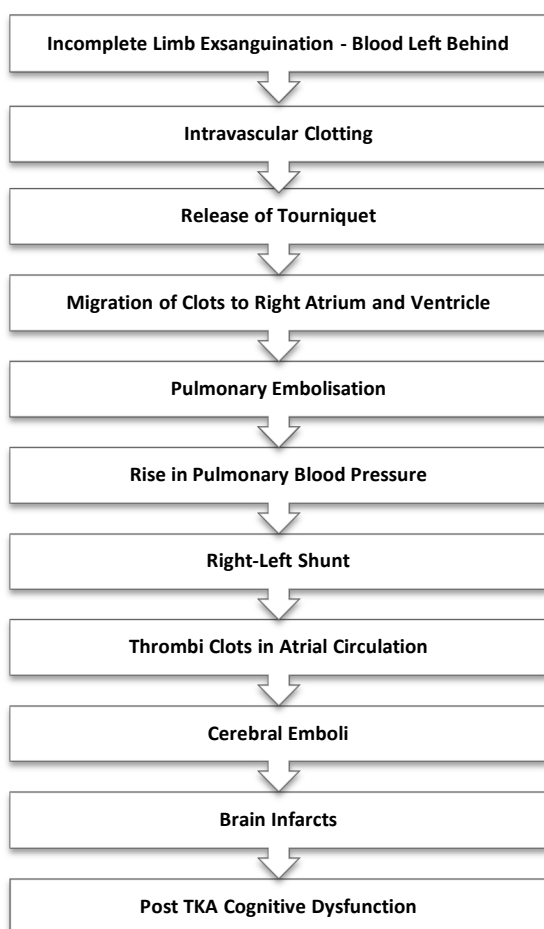 Incomplete Limb Exsanguination - Blood Left Behind
Intravascular Clotting
Release of Tourniquet
Migration of Clots to Right Atrium and Ventricle
Pulmonary Embolisation
Rise in Pulmonary Blood Pressure
Right-Left Shunt
Thrombi Clots in Atrial Circulation
Cerebral Emboli
Brain Infarcts
Post TKA Cognitive Dysfunction